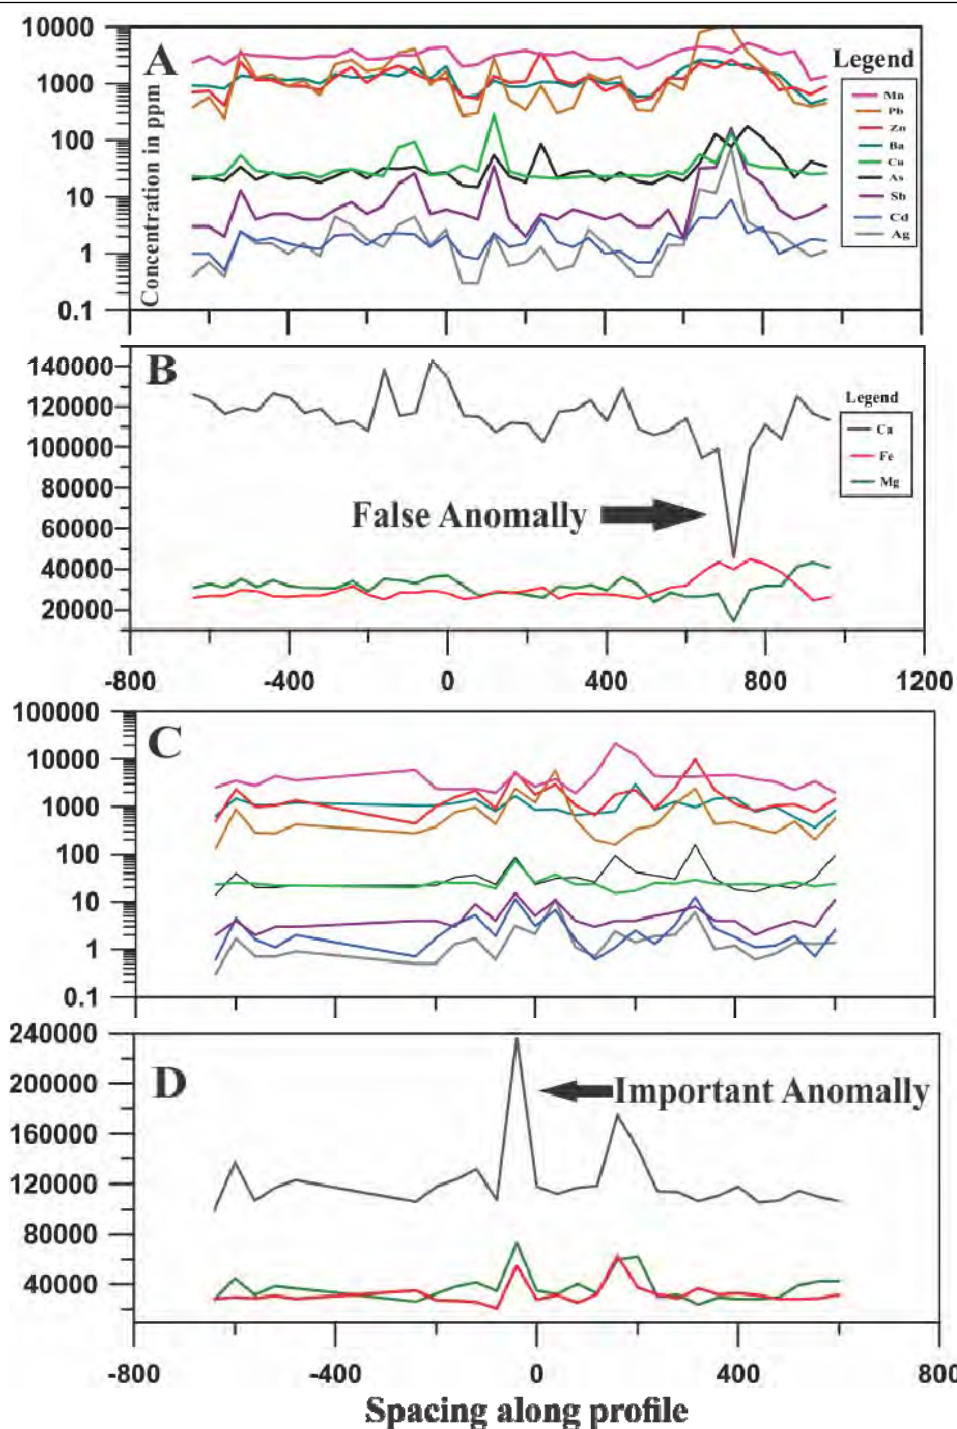 10000
1000
100
10
1
0.1
Concentration in ppm
A
Legend
Mn
Pb
Zn
Ba
Cu
As
Sb
Cd
Ag
140000
120000
100000
80000
60000
40000
20000
B
Legend
Ca
Fe
Mg
False Anomally
-800 -400 0 400 800 1200
100000
10000
1000
100
10
1
0.1
C
240000
200000
160000
120000
80000
40000
D
Important Anomally
-800 -400 0 400 800
Spacing along profile